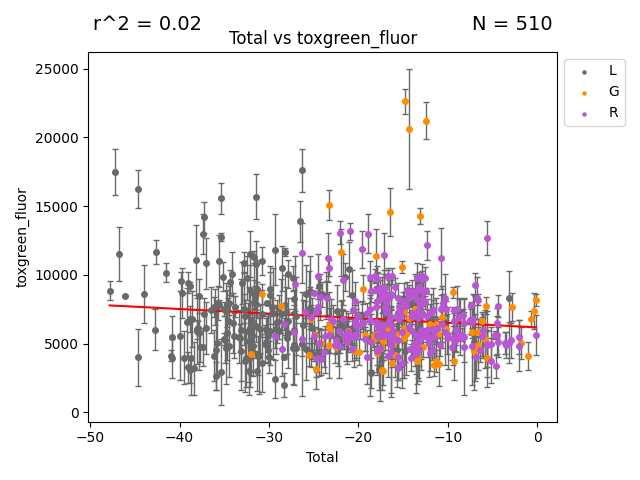 r^2 = 0.02
N = 510
Total vs toxgreen_fluor
25000
20000
15000
10000
5000
0
toxgreen_fluor
−50
−40
−30
−20
−10
0
Total
L
G
R